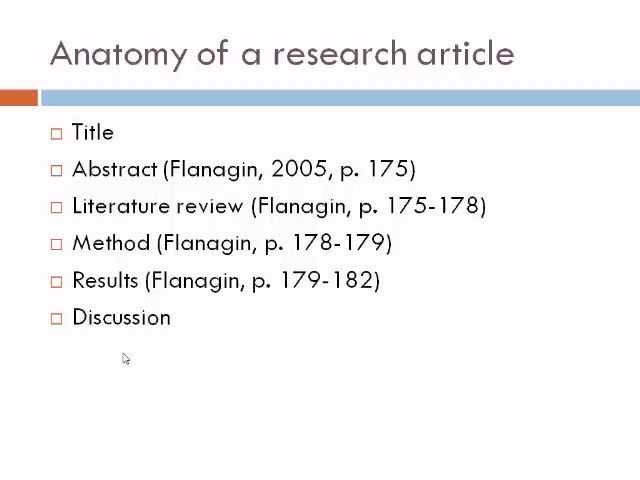 Anatomy of a research article
Title
Abstract (Flanagin, 2005, p. 175)
Literature review (Flanagin, p. 175-178)
Method (Flanagin, p. 178-179)
Results (Flanagin, p. 179-182)
Discussion